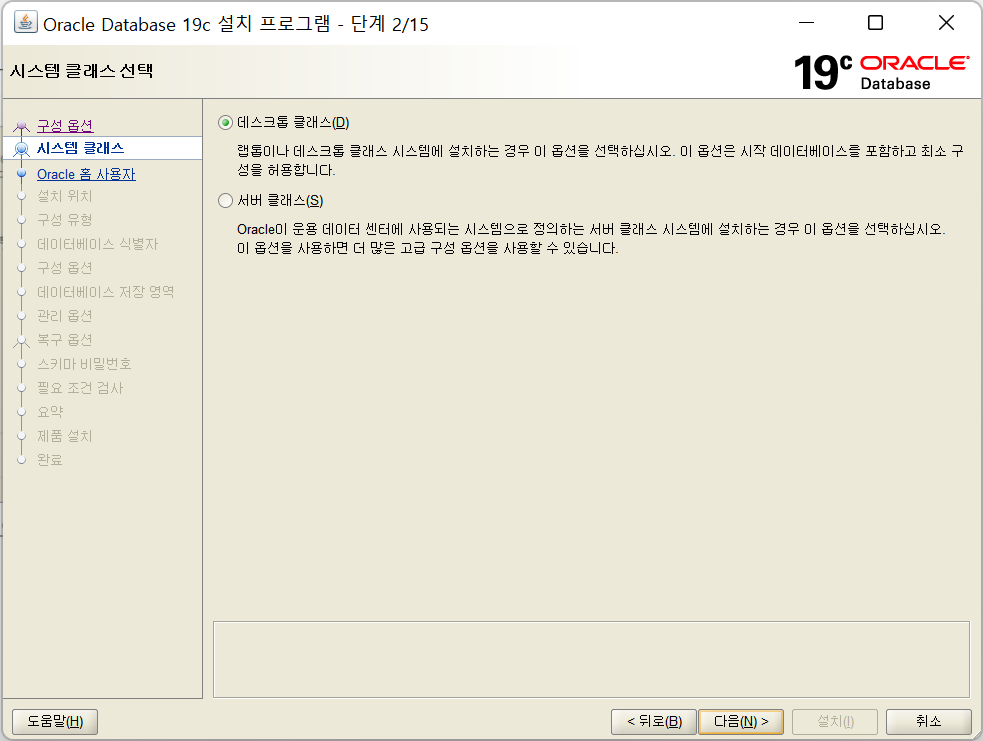 Oracle Database 19c 설치 프로그램 - 단계 2/15
시스템 클래스 선택
19c ORACLE
Database
구성 옵션
시스템 클래스
Oracle 홈 사용자
설치 위치
구성 유형
데이터베이스 식별자
구성 옵션
데이터베이스 저장 영역
관리 옵션
복구 옵션
스키마 비밀번호
필요 조건 검사
요약
제품 설치
완료
데스크톱 클래스(D)
랩톱이나 데스크톱 클래스 시스템에 설치하는 경우 이 옵션을 선택하십시오. 이 옵션은 시작 데이터베이스를 포함하고 최소 구
성을 허용합니다.
서버 클래스(S)
Oracle이 운용 데이터 센터에 사용되는 시스템으로 정의하는 서버 클래스 시스템에 설치하는 경우 이 옵션을 선택하십시오.
이 옵션을 사용하면 더 많은 고급 구성 옵션을 사용할 수 있습니다.
도움말(H)
< 뒤로(B)
다음(N) >
설치(I)
취소